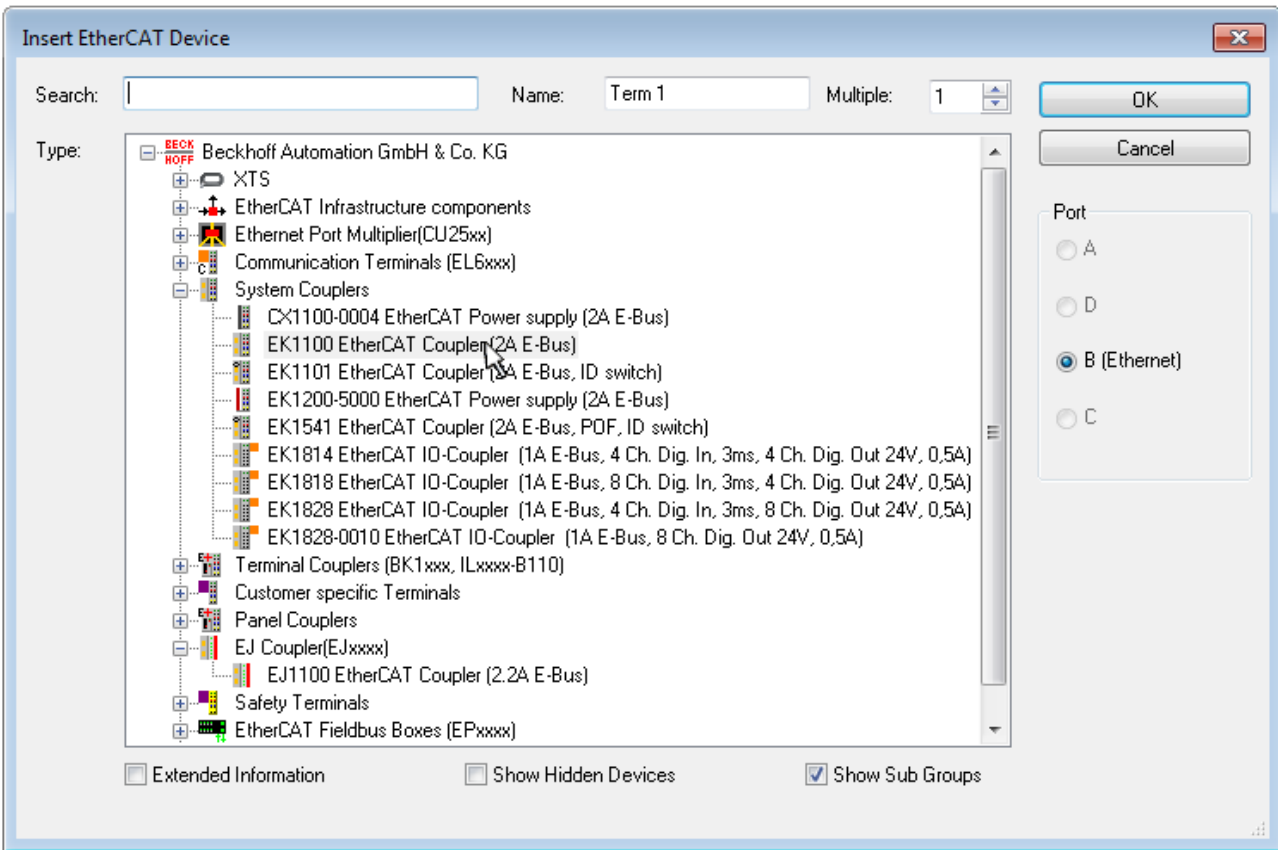 Insert EtherCAT Device
Search: Name: Term 1 Multiple: 1 OK
Type: BECK HOFF Beckhoff Automation GmbH & Co. KG Cancel
XTS
EtherCAT Infrastructure components Port
Ethernet Port Multiplier(CU25xx) A
C Communication Terminals (EL6xxx)
System Couplers
CX1100-0004 EtherCAT Power supply (2A E-Bus) D
EK1100 EtherCAT Coupler (2A E-Bus) B (Ethernet)
EK1101 EtherCAT Coupler (2A E-Bus, ID switch)
EK1200-5000 EtherCAT Power supply (2A E-Bus)
EK1541 EtherCAT Coupler (2A E-Bus, POF, ID switch) C
EK1814 EtherCAT IO-Coupler (1A E-Bus, 4 Ch. Dig. In, 3ms, 4 Ch. Dig. Out 24V, 0,5A)
EK1818 EtherCAT IO-Coupler (1A E-Bus, 8 Ch. Dig. In, 3ms, 4 Ch. Dig. Out 24V, 0,5A)
EK1828 EtherCAT IO-Coupler (1A E-Bus, 4 Ch. Dig. In, 3ms, 8 Ch. Dig. Out 24V, 0,5A)
EK1828-0010 EtherCAT IO-Coupler (1A E-Bus, 8 Ch. Dig. Out 24V, 0,5A)
Terminal Couplers (BK1xxx, ILxxxx-B110)
Customer specific Terminals
Panel Couplers
EJ Coupler(EJxxxx)
EJ1100 EtherCAT Coupler (2.2A E-Bus)
Safety Terminals
EtherCAT Fieldbus Boxes (EPxxxx)
Extended Information Show Hidden Devices Show Sub Groups